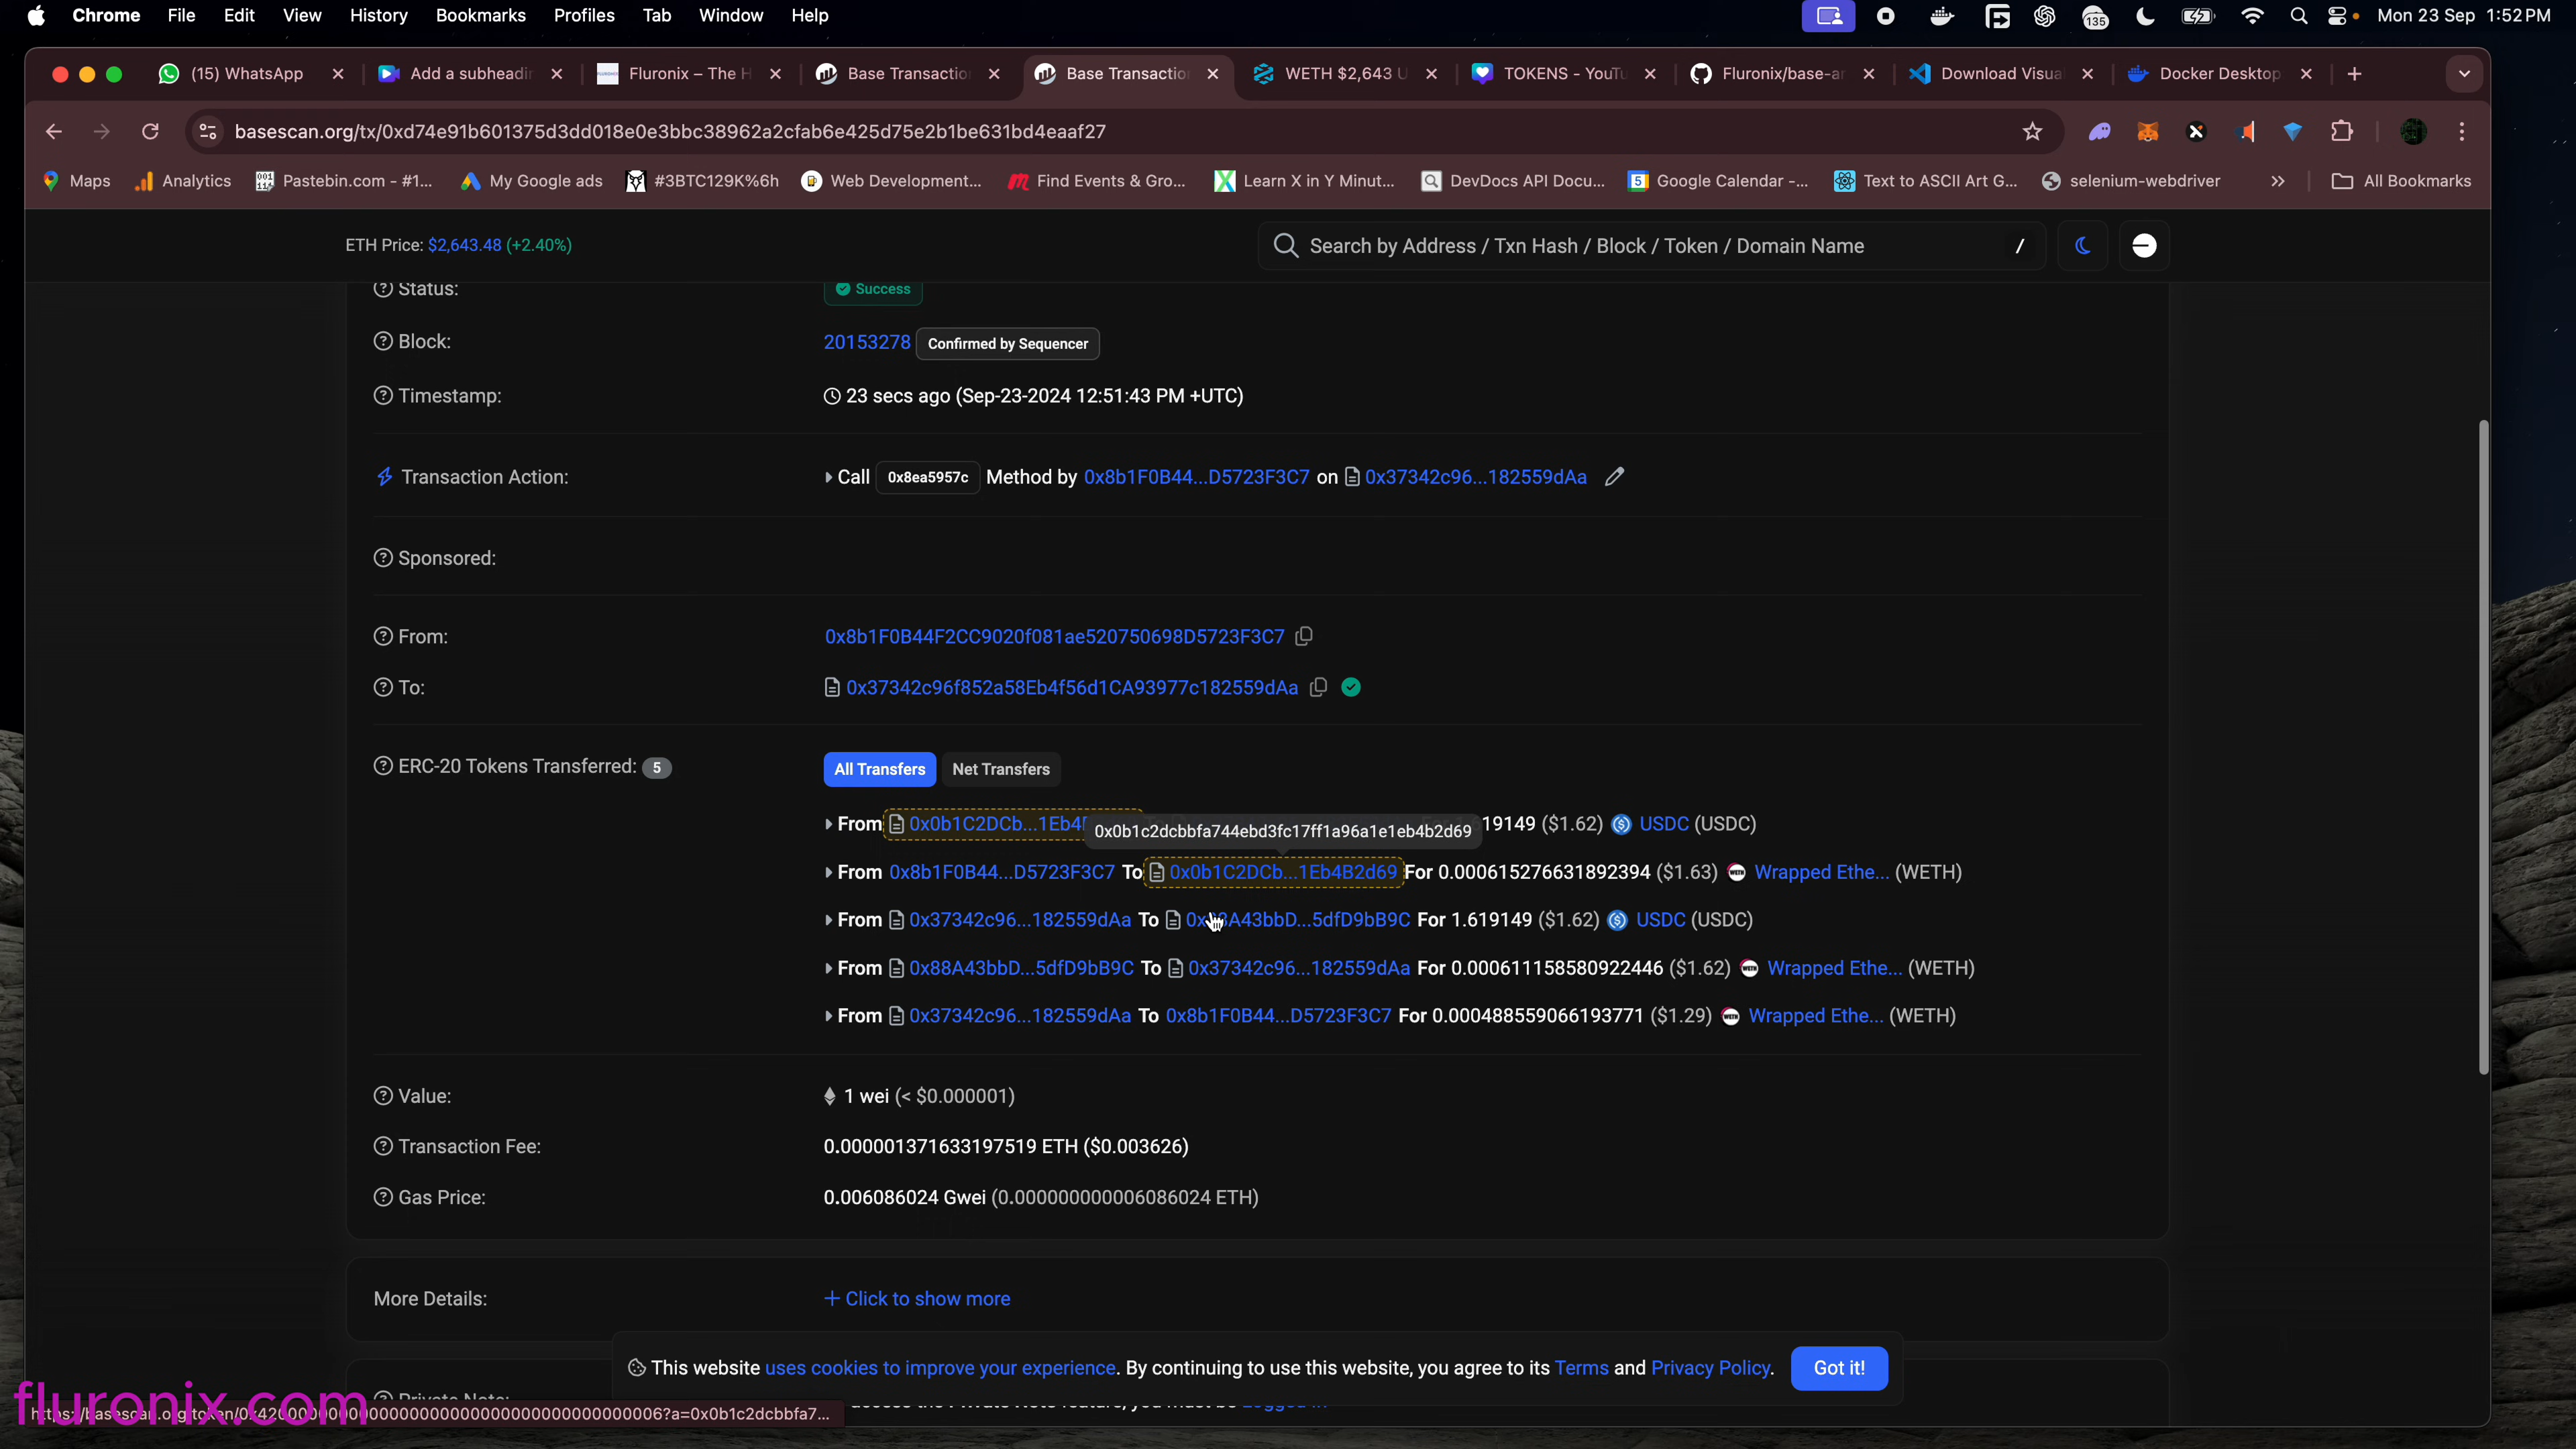 Chrome File Edit View History Bookmarks Profiles Tab Window Help 135 Mon 23 Sep 1:52 PM
(15) WhatsApp Add a subheadin Fluronix – The H Base Transactio Base Transactio WETH $2,643 U TOKENS - YouTu Fluronix/base-ar Download Visua Docker Desktop
basescan.org/tx/0xd74e91b601375d3dd018e0e3bbc38962a2cfab6e425d75e2b1be631bd4eaaf27
Maps Analytics Pastebin.com - #1... My Google ads #3BTC129K%6h Web Development... Find Events & Gro... Learn X in Y Minut... DevDocs API Docu... Google Calendar -... Text to ASCII Art G... selenium-webdriver All Bookmarks
ETH Price: $2,643.48 (+2.40%) Search by Address / Txn Hash / Block / Token / Domain Name /
Status: Success
Block: 20153278 Confirmed by Sequencer
Timestamp: 23 secs ago (Sep-23-2024 12:51:43 PM +UTC)
Transaction Action: Call 0x8ea5957c Method by 0x8b1F0B44...D5723F3C7 on 0x37342c96...182559dAa
Sponsored:
From: 0x8b1F0B44F2CC9020f081ae520750698D5723F3C7
To: 0x37342c96f852a58Eb4f56d1CA93977c182559dAa
ERC-20 Tokens Transferred: 5 All Transfers Net Transfers
From 0x0b1C2DCb...1Eb4 19149 ($1.62) USDC (USDC)
0x0b1c2dcbbfa744ebd3fc17ff1a96a1e1eb4b2d69
From 0x8b1F0B44...D5723F3C7 To 0x0b1C2DCb...1Eb4B2d69 For 0.000615276631892394 ($1.63) Wrapped Ethe... (WETH)
From 0x37342c96...182559dAa To 0x88A43bbD...5dfD9bB9C For 1.619149 ($1.62) USDC (USDC)
From 0x88A43bbD...5dfD9bB9C To 0x37342c96...182559dAa For 0.000611158580922446 ($1.62) Wrapped Ethe... (WETH)
From 0x37342c96...182559dAa To 0x8b1F0B44...D5723F3C7 For 0.000488559066193771 ($1.29) Wrapped Ethe... (WETH)
Value: 1 wei (< $0.000001)
Transaction Fee: 0.000001371633197519 ETH ($0.003626)
Gas Price: 0.006086024 Gwei (0.000000000006086024 ETH)
More Details: + Click to show more
This website uses cookies to improve your experience. By continuing to use this website, you agree to its Terms and Privacy Policy. Got it!
fluronix.com